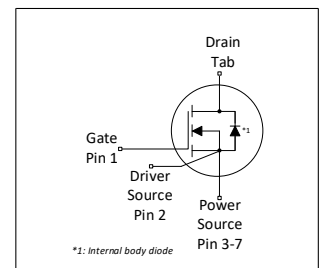 Drain
Tab
*1
Gate
Pin 1
Driver
Source
Pin 2
Power
Source
Pin 3-7
*1: Internal body diode